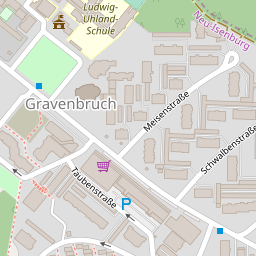 Ludwig-
Uhland-
Schule
Neu-Isenburg
Gravenbruch
Meisenstraße
Schwalbenstraße
Taubenstraße
P